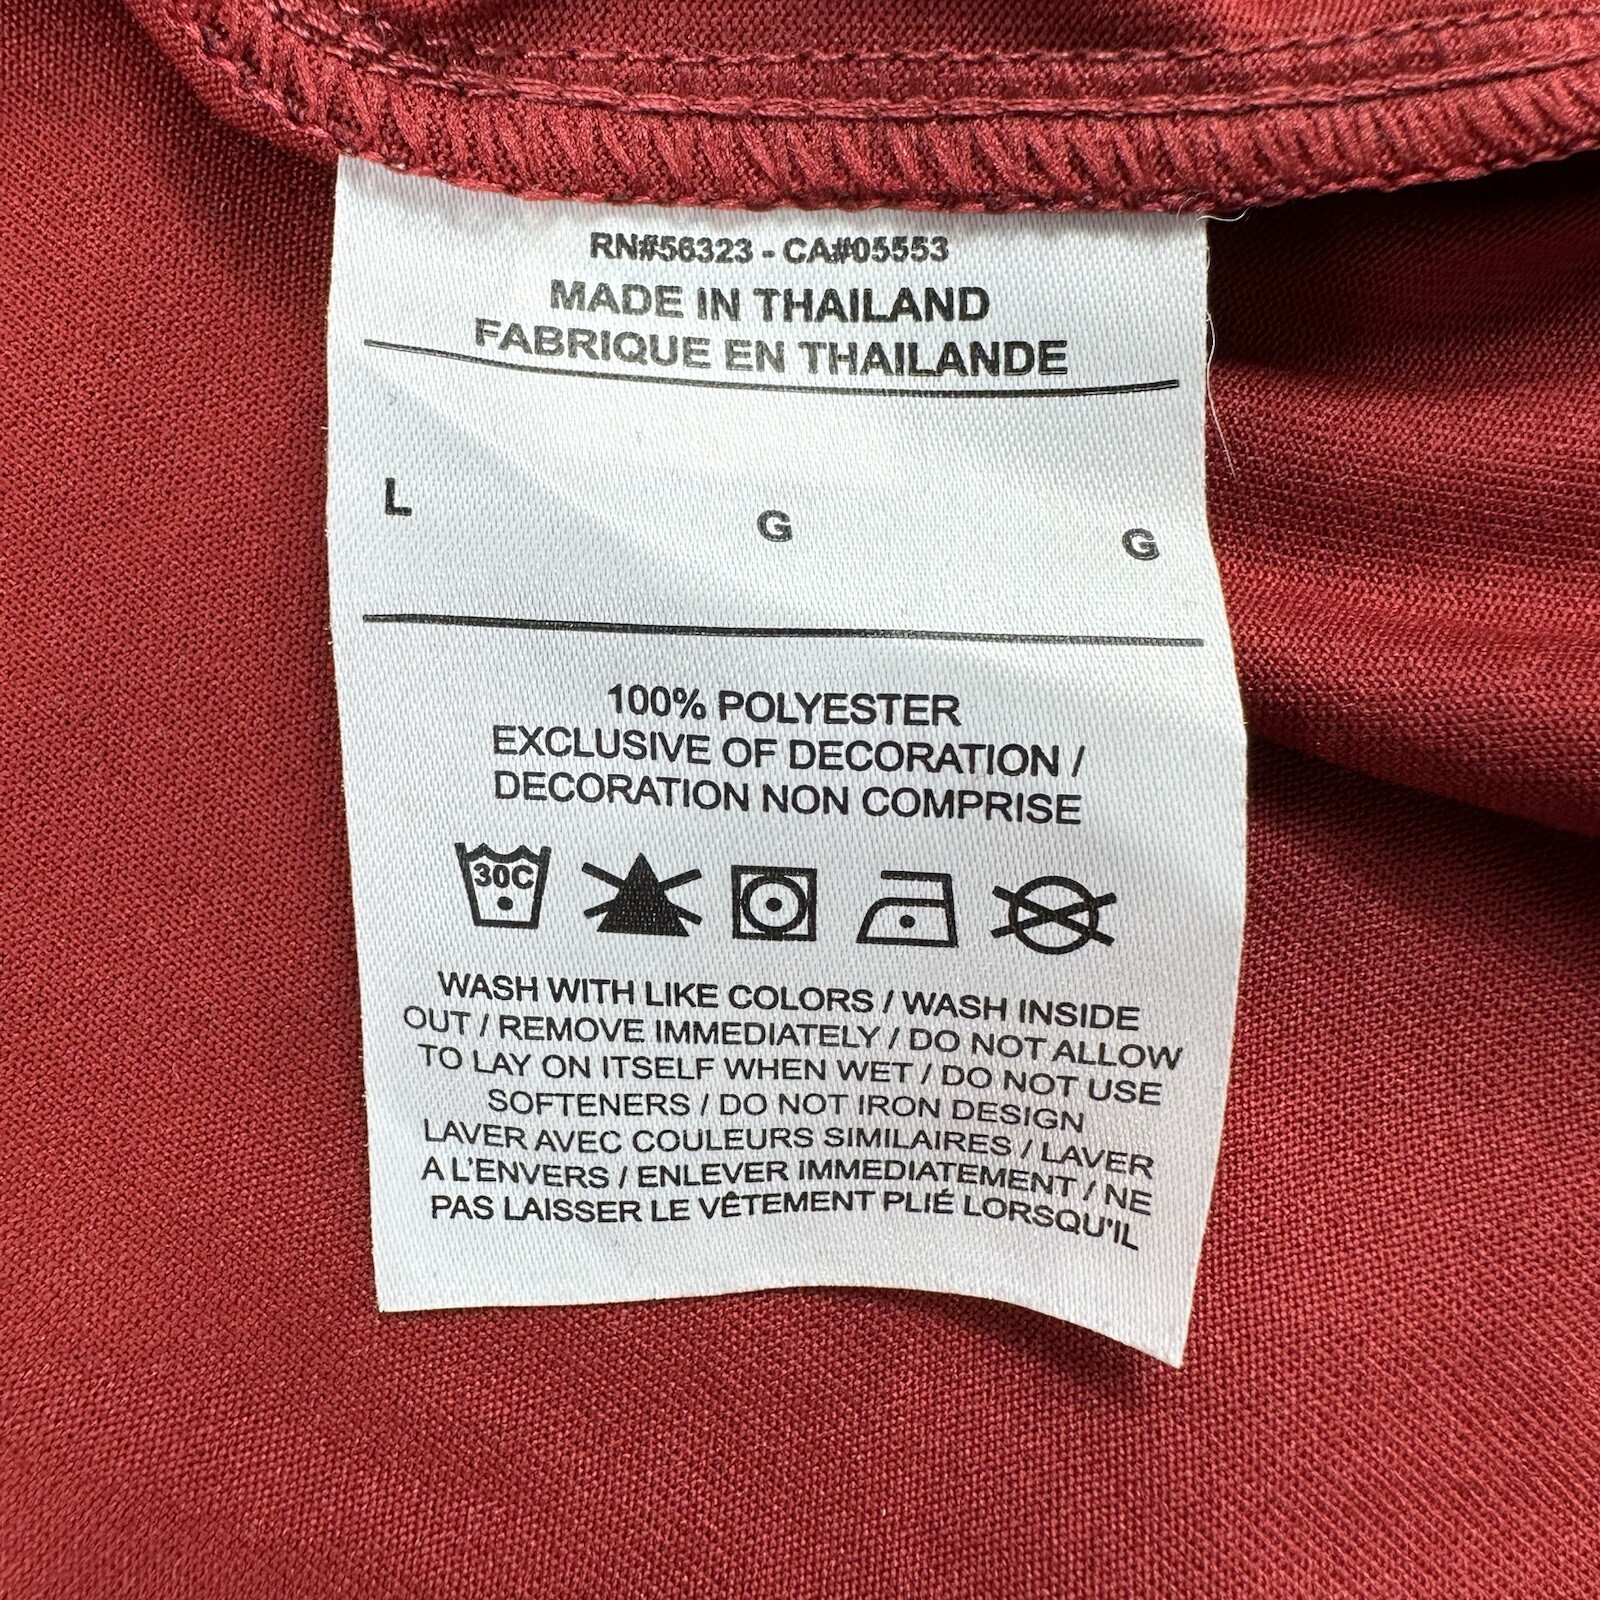 RN#56323 - CA#05553
MADE IN THAILAND
FABRIQUE EN THAILANDE
L G G
100% POLYESTER
EXCLUSIVE OF DECORATION /
DECORATION NON COMPRISE
30C
WASH WITH LIKE COLORS / WASH INSIDE
OUT / REMOVE IMMEDIATELY / DO NOT ALLOW
TO LAY ON ITSELF WHEN WET / DO NOT USE
SOFTENERS / DO NOT IRON DESIGN
LAVER AVEC COULEURS SIMILAIRES / LAVER
A L'ENVERS / ENLEVER IMMEDIATEMENT / NE
PAS LAISSER LE VÊTEMENT PLIÉ LORSQU'IL